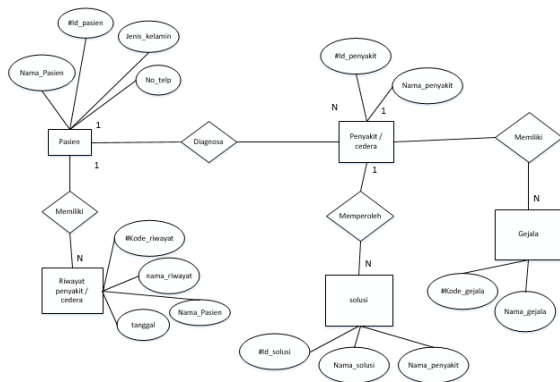 #Id_pasien
Jenis_kelamin
Nama_Pasien
No_telp
#Id_penyakit
Nama_penyakit
N
1
1
Pasien
Diagnosa
Penyakit /
cedera
Memiliki
1
1
Memiliki
Memperoleh
N
Gejala
#Kode_riwayat
N
Riwayat
penyakit /
cedera
nama_riwayat
N
solusi
#Kode_gejala
Nama_Pasien
Nama_gejala
tanggal
#Id_solusi
Nama_solusi
Nama_penyakit